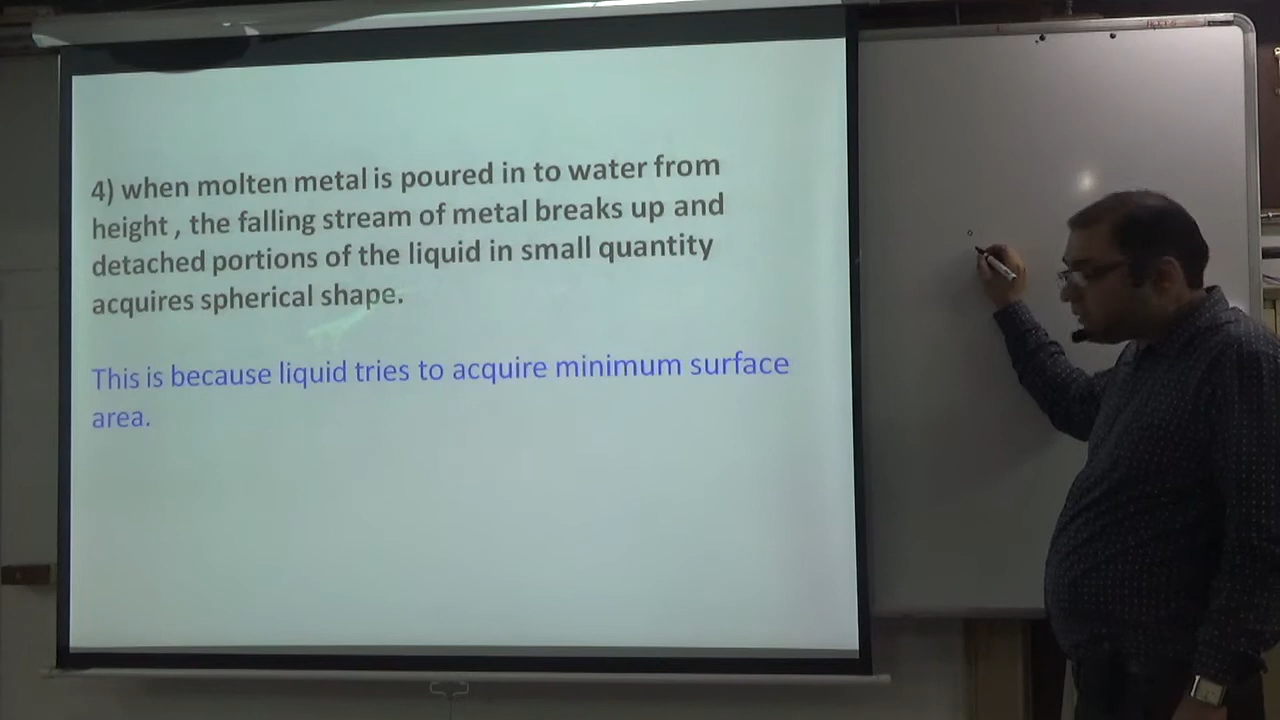 4) when molten metal is poured in to water from
height , the falling stream of metal breaks up and
detached portions of the liquid in small quantity
acquires spherical shape.
This is because liquid tries to acquire minimum surface
area.